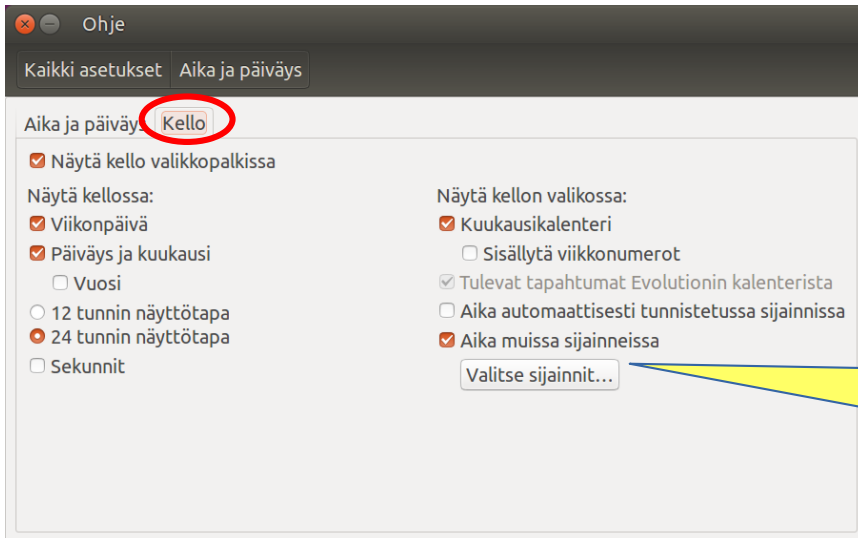 Ohje
Kaikki asetukset Aika ja päiväys
Aika ja päiväys Kello
Näytä kello valikkopalkissa
Näytä kellossa:
Viikonpäivä
Päiväys ja kuukausi
Vuosi
12 tunnin näyttötapa
24 tunnin näyttötapa
Sekunnit
Näytä kellon valikossa:
Kuukausikalenteri
Sisällytä viikkonumerot
Tulevat tapahtumat Evolutionin kalenterista
Aika automaattisesti tunnistetussa sijainnissa
Aika muissa sijainneissa
Valitse sijainnit...